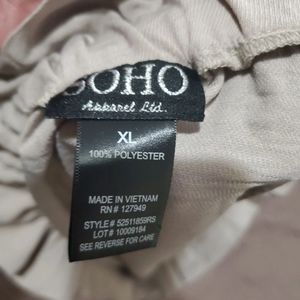 SOHO
Apparel Ltd.
XL
100% POLYESTER
MADE IN VIETNAM
RN# 127949
STYLE# 52511859RS
LOT# 10009184
SEE REVERSE FOR CARE